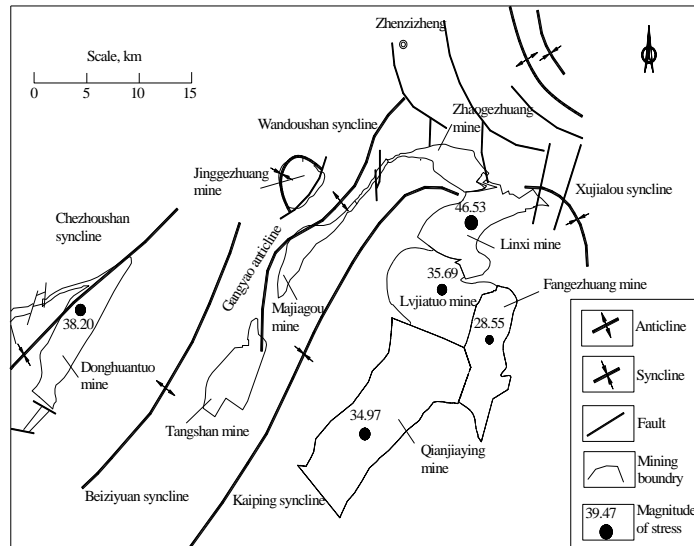 Zhenzizheng
Scale, km
0 5 10 15
Zhaogezhuang
mine
Wandoushan syncline
Jinggezhuang
mine
Xujialou syncline
Chezhoushan
syncline
46.53
Linxi mine
Gangyao anticline
35.69
Fangezhuang mine
Lvjiatuo mine
Majiagou
mine
38.20
28.55
Donghuantuo
mine
Tangshan mine
34.97
Qianjiaying
mine
Beiziyuan syncline
Kaiping syncline
Anticline
Syncline
Fault
Mining
boundry
39.47
Magnitude
of stress